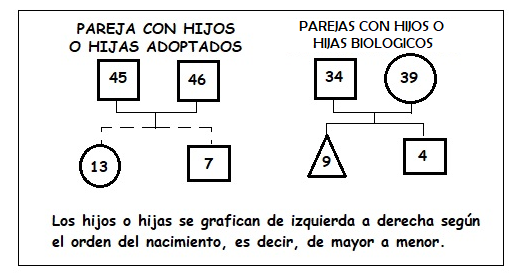 PAREJA CON HIJOS
O HIJAS ADOPTADOS
PAREJAS CON HIJOS O
HIJAS BIOLOGICOS
45
46
34
39
13
7
9
4
Los hijos o hijas se grafican de izquierda a derecha según
el orden del nacimiento, es decir, de mayor a menor.